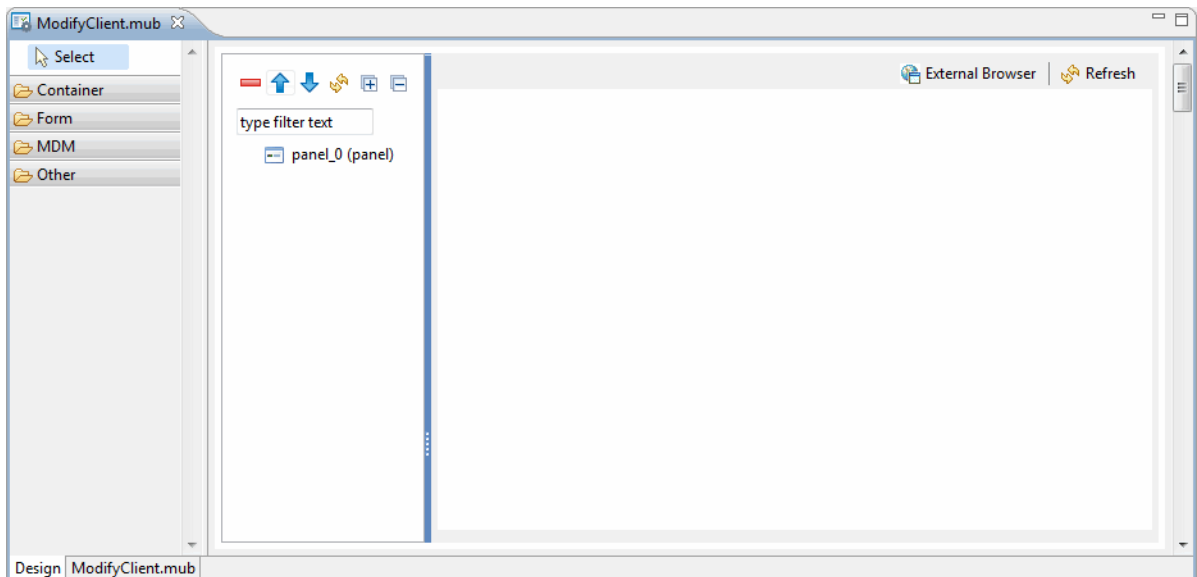 ModifyClient.mub
Select
Container
Form
MDM
Other
type filter text
panel_0 (panel)
External Browser
Refresh
Design
ModifyClient.mub